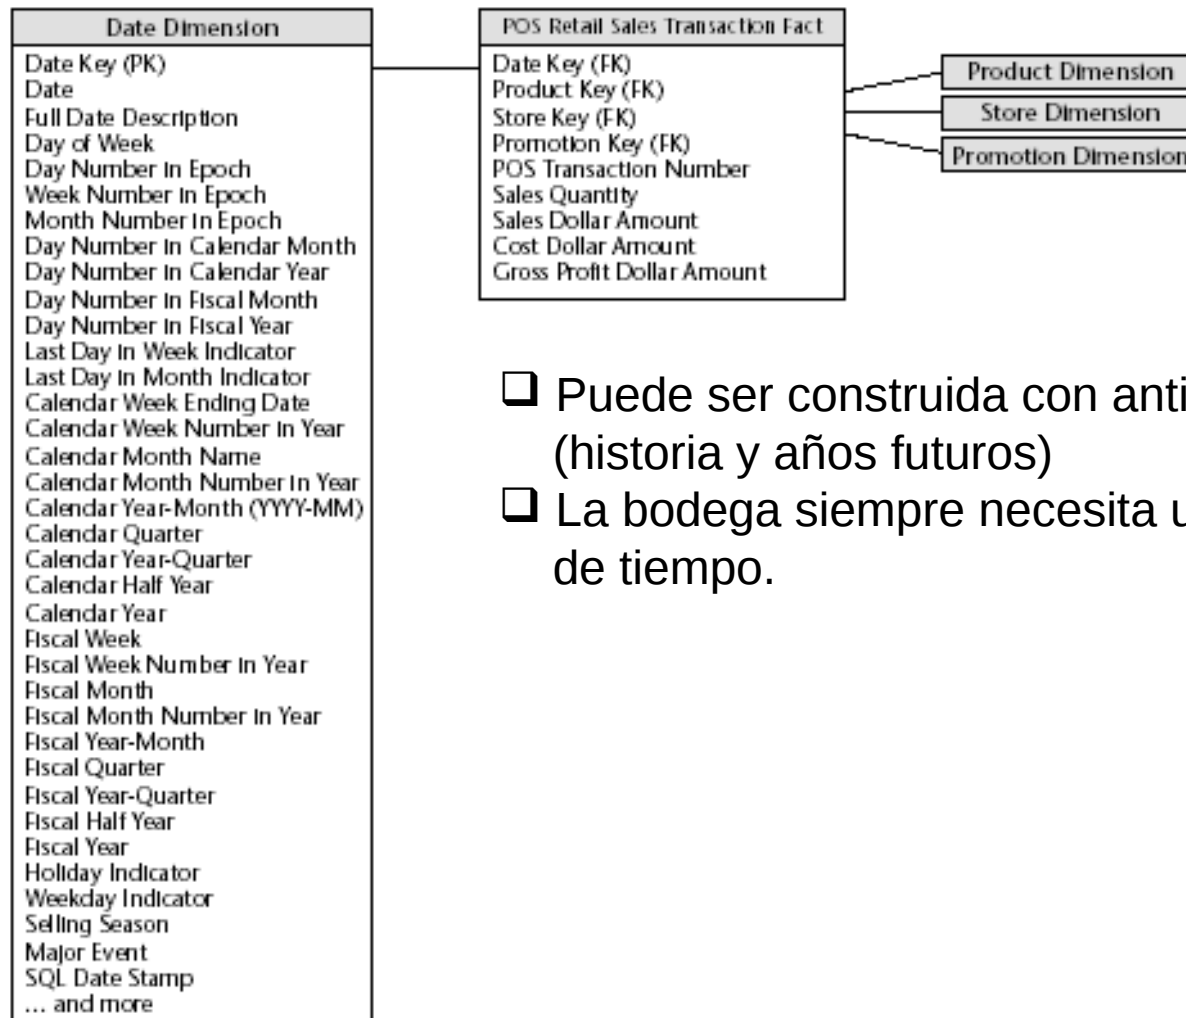 Date Dimension
Date Key (PK)
Date
Full Date Description
Day of Week
Day Number in Epoch
Week Number in Epoch
Month Number in Epoch
Day Number in Calendar Month
Day Number in Calendar Year
Day Number in Fiscal Month
Day Number in Fiscal Year
Last Day in Week Indicator
Last Day in Month Indicator
Calendar Week Ending Date
Calendar Week Number in Year
Calendar Month Name
Calendar Month Number in Year
Calendar Year-Month (YYYY-MM)
Calendar Quarter
Calendar Year-Quarter
Calendar Half Year
Calendar Year
Fiscal Week
Fiscal Week Number in Year
Fiscal Month
Fiscal Month Number in Year
Fiscal Year-Month
Fiscal Quarter
Fiscal Year-Quarter
Fiscal Half Year
Fiscal Year
Holiday Indicator
Weekday Indicator
Selling Season
Major Event
SQL Date Stamp
... and more
POS Retail Sales Transaction Fact
Date Key (FK)
Product Key (FK)
Store Key (FK)
Promotion Key (FK)
POS Transaction Number
Sales Quantity
Sales Dollar Amount
Cost Dollar Amount
Gross Profit Dollar Amount
Product Dimension
Store Dimension
Promotion Dimension
Puede ser construida con
(historia y años futuros)
La bodega siempre necesita
de tiempo.